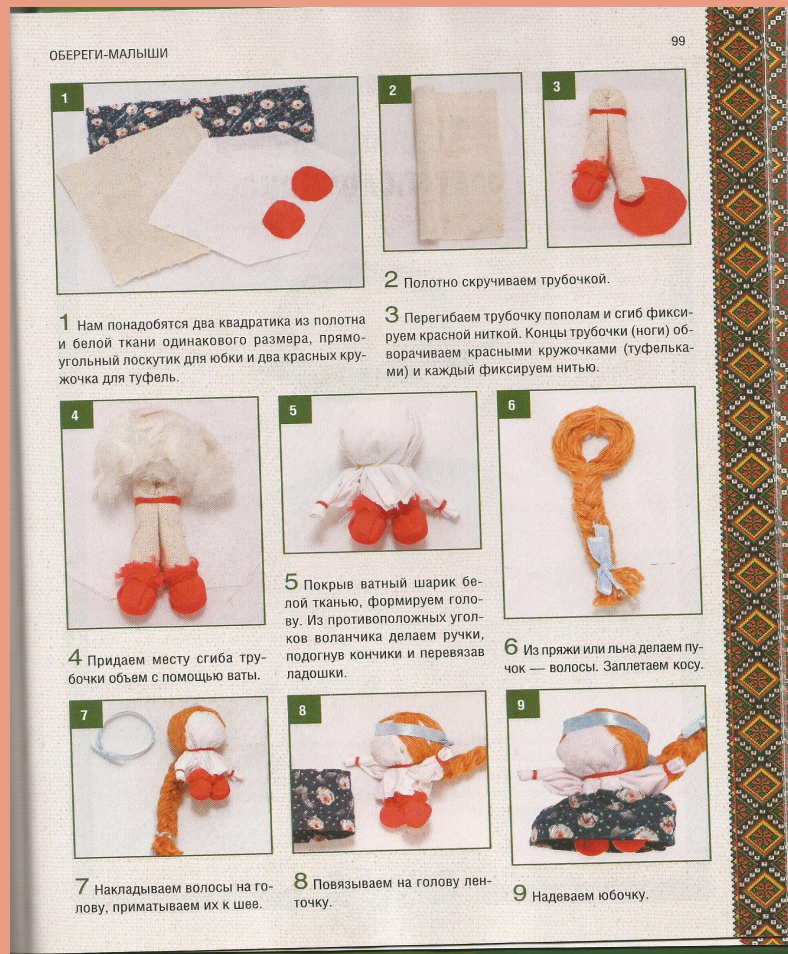 ОБЕРЕГИ-МАЛЫШИ
99
1
2
3
1 Нам понадобятся два квадратика из полотна
и белой ткани одинакового размера, прямо-
угольный лоскутик для юбки и два красных кру-
жочка для туфель.
2 Полотно скручиваем трубочкой.
3 Перегибаем трубочку пополам и сгиб фикси-
руем красной ниткой. Концы трубочки (ноги) об-
ворачиваем красными кружочками (туфелька-
ми) и каждый фиксируем нитью.
4
5
6
4 Придаем месту сгиба тру-
бочки объем с помощью ваты.
5 Покрыв ватный шарик бе-
лой тканью, формируем голо-
ву. Из противоположных угол-
ков воланчика делаем ручки,
подогнув кончики и перевязав
ладошки.
6 Из пряжи или льна делаем пу-
чок — волосы. Заплетаем косу.
7
8
9
7 Накладываем волосы на го-
лову, приматываем их к шее.
8 Повязываем на голову лен-
точку.
9 Надеваем юбочку.